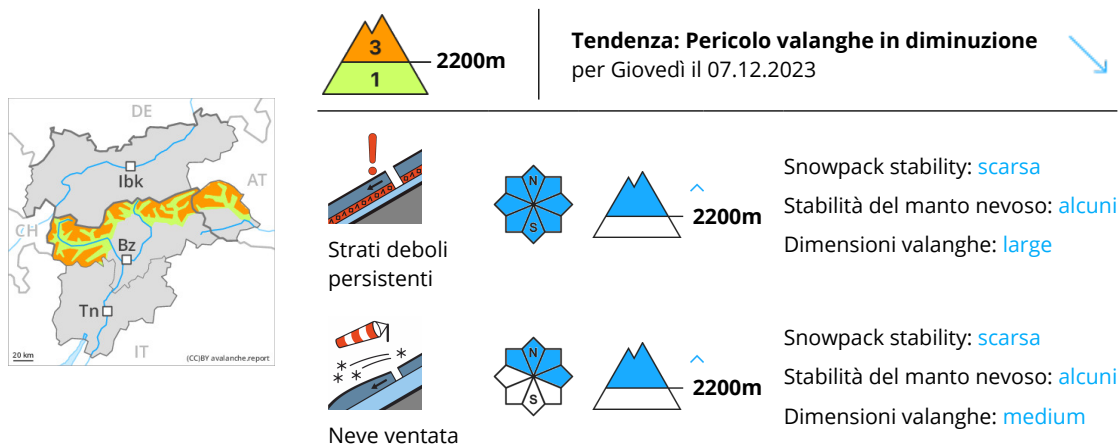 3
1
2200m
Tendenza: Pericolo valanghe in diminuzione
per Giovedì il 07.12.2023
DE
AT
CH
IT
Ibk
Bz
Tn
20 km
(CC)BY avalanche.report
Strati deboli
persistenti
N
S
2200m
Snowpack stability: scarsa
Stabilità del manto nevoso: alcuni
Dimensioni valanghe: large
Neve ventata
N
S
2200m
Snowpack stability: scarsa
Stabilità del manto nevoso: alcuni
Dimensioni valanghe: medium